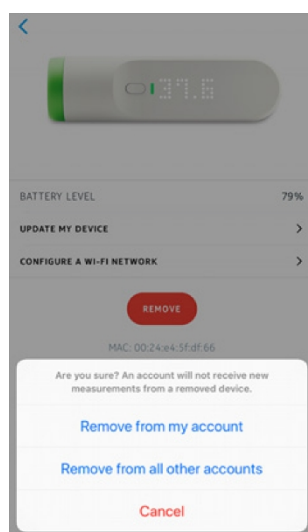 37.6
BATTERY LEVEL 79%
UPDATE MY DEVICE
CONFIGURE A WI-FI NETWORK
REMOVE
MAC: 00:24:e4:5f:df:66
Are you sure? An account will not receive new
measurements from a removed device.
Remove from my account
Remove from all other accounts
Cancel